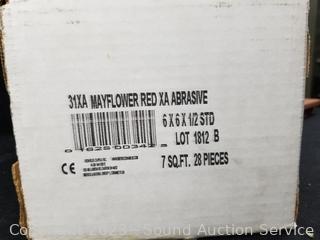 31XA MAYFLOWER RED XA ABRASIVE
6 X 6 X 1/2 STD
LOT 1812 B
7 SQ.FT. 28 PIECES
CE
Copyright 2023 - Sound Auction Service